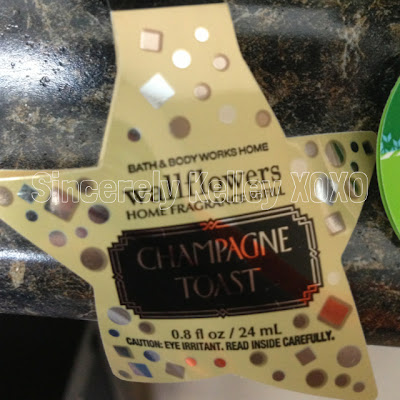 BATH & BODY WORKS HOME
Wallflowers
HOME FRAGRANCE REFILL
Sincerely Kelley XOXO
CHAMPAGNE
TOAST
0.8 fl oz / 24 mL
CAUTION: EYE IRRITANT. READ INSIDE CAREFULLY.